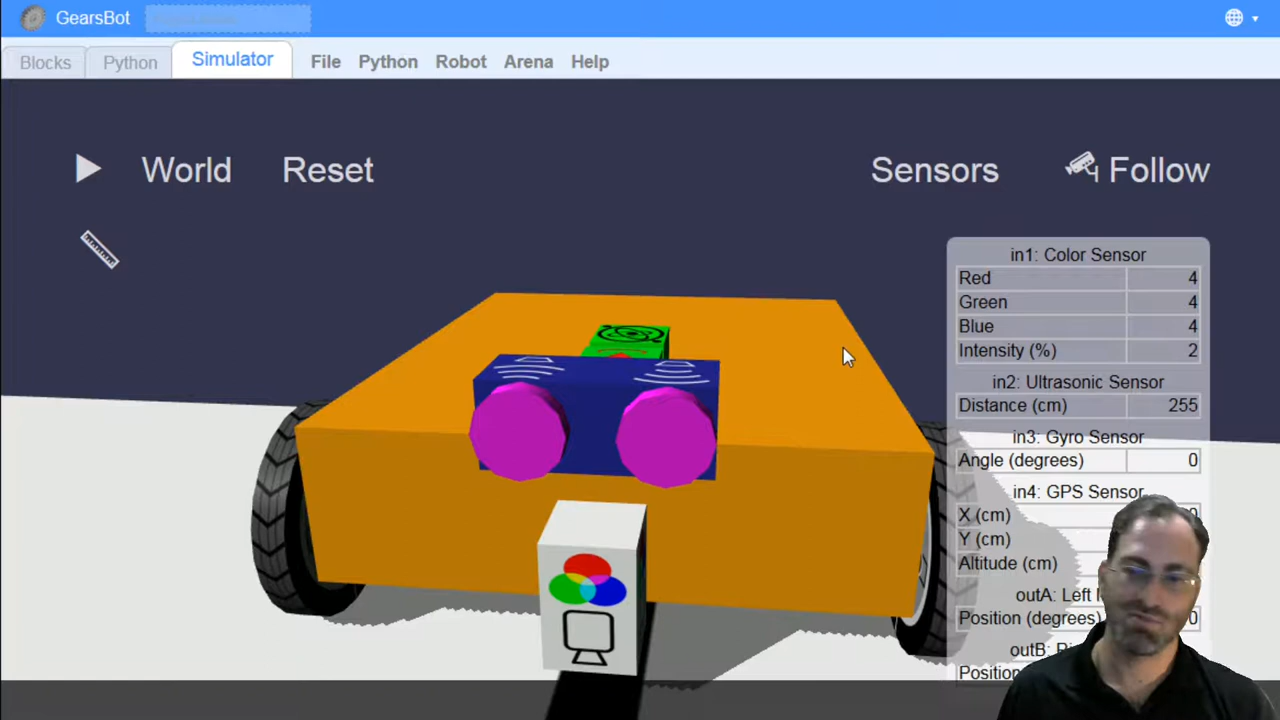 GearsBot
Blocks Python Simulator File Python Robot Arena Help
World Reset Sensors Follow
in1: Color Sensor
Red 4
Green 4
Blue 4
Intensity (%) 2
in2: Ultrasonic Sensor
Distance (cm) 255
in3: Gyro Sensor
Angle (degrees) 0
in4: GPS Sensor
X (cm) 0
Y (cm)
Altitude (cm)
outA: Left
Position (degrees) 0
outB:
Position